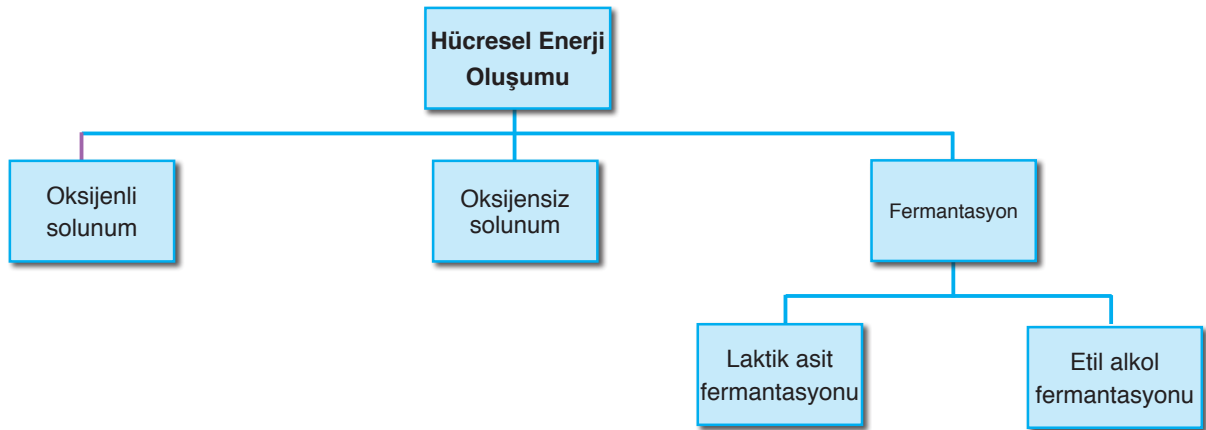 Hücresel Enerji
Oluşumu
Oksijenli
solunum
Oksijensiz
solunum
Fermantasyon
Laktik asit
fermantasyonu
Etil alkol
fermantasyonu